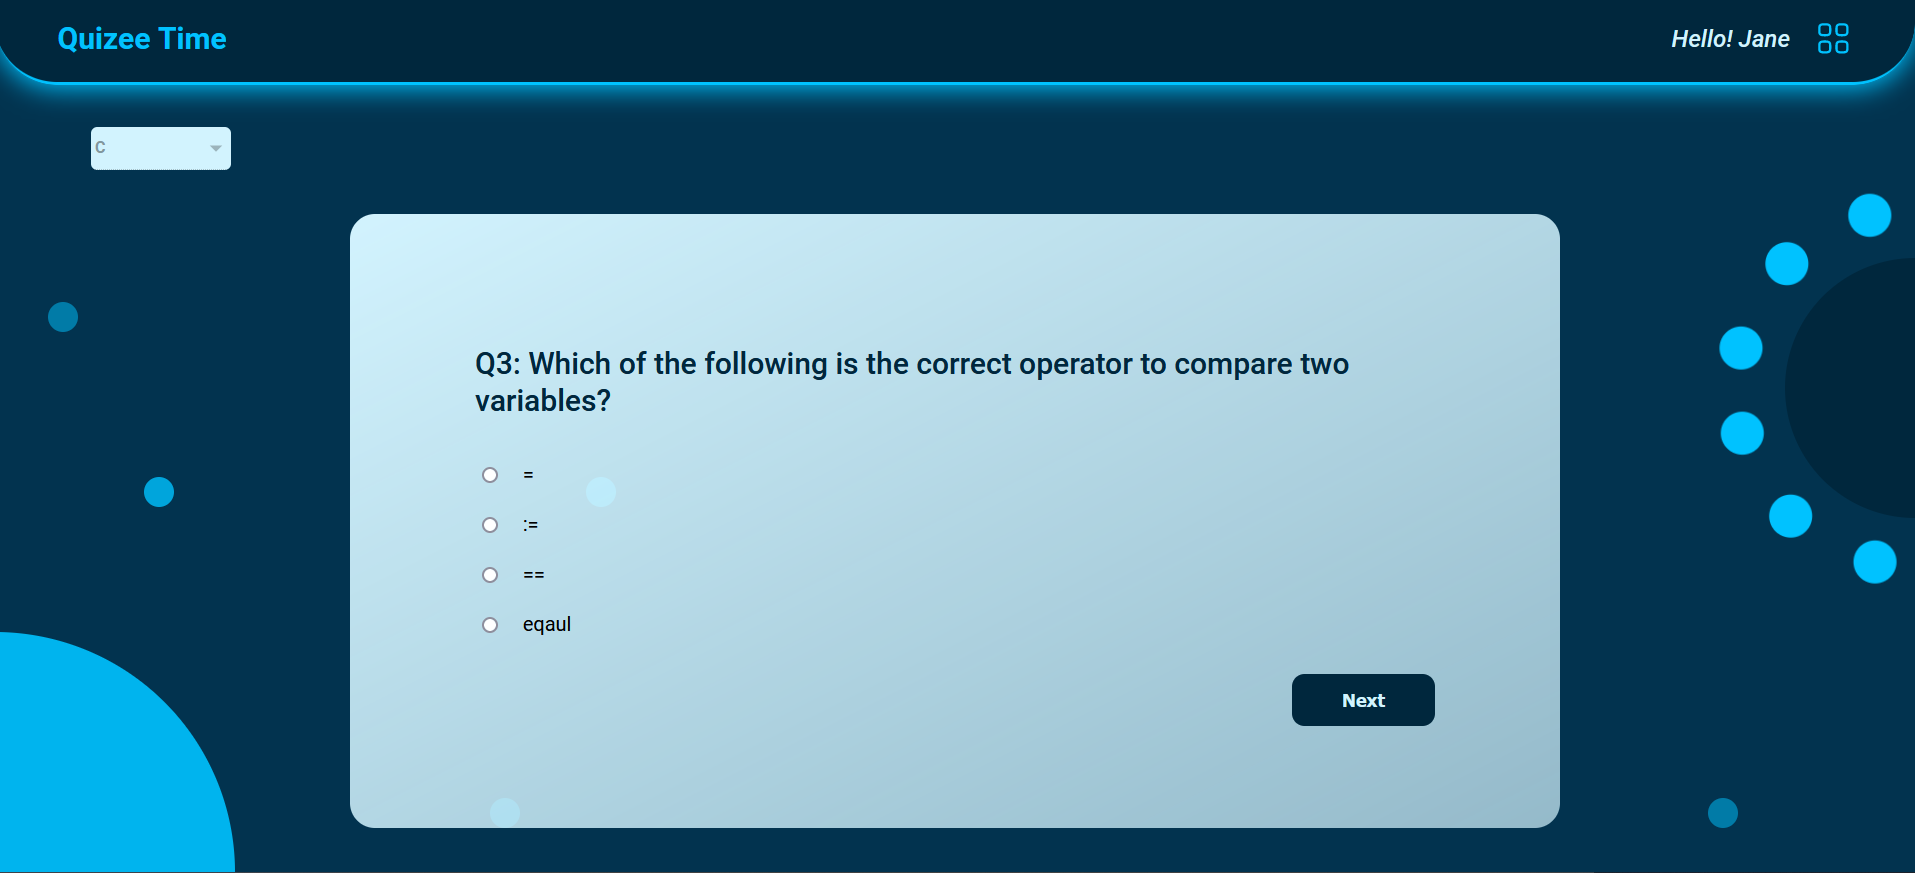 Quizee Time
Hello! Jane
C
Q3: Which of the following is the correct operator to compare two
variables?
=
:=
==
eqaul
Next